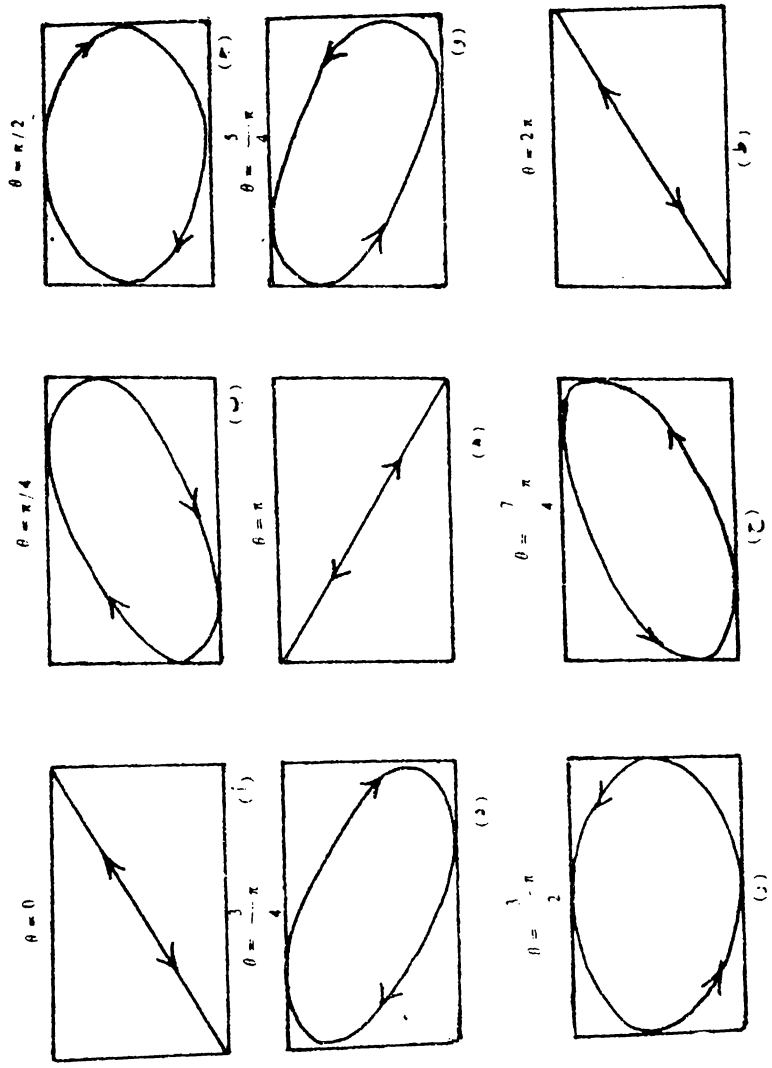 θ = 0 θ = π/4 θ = π/2
(أ) (ب) (ج)
θ = 3/4 π θ = π θ = 5/4 π
(د) (ه) (و)
θ = 3/2 π θ = 7/4 π θ = 2π
(ز) (ح) (ط)